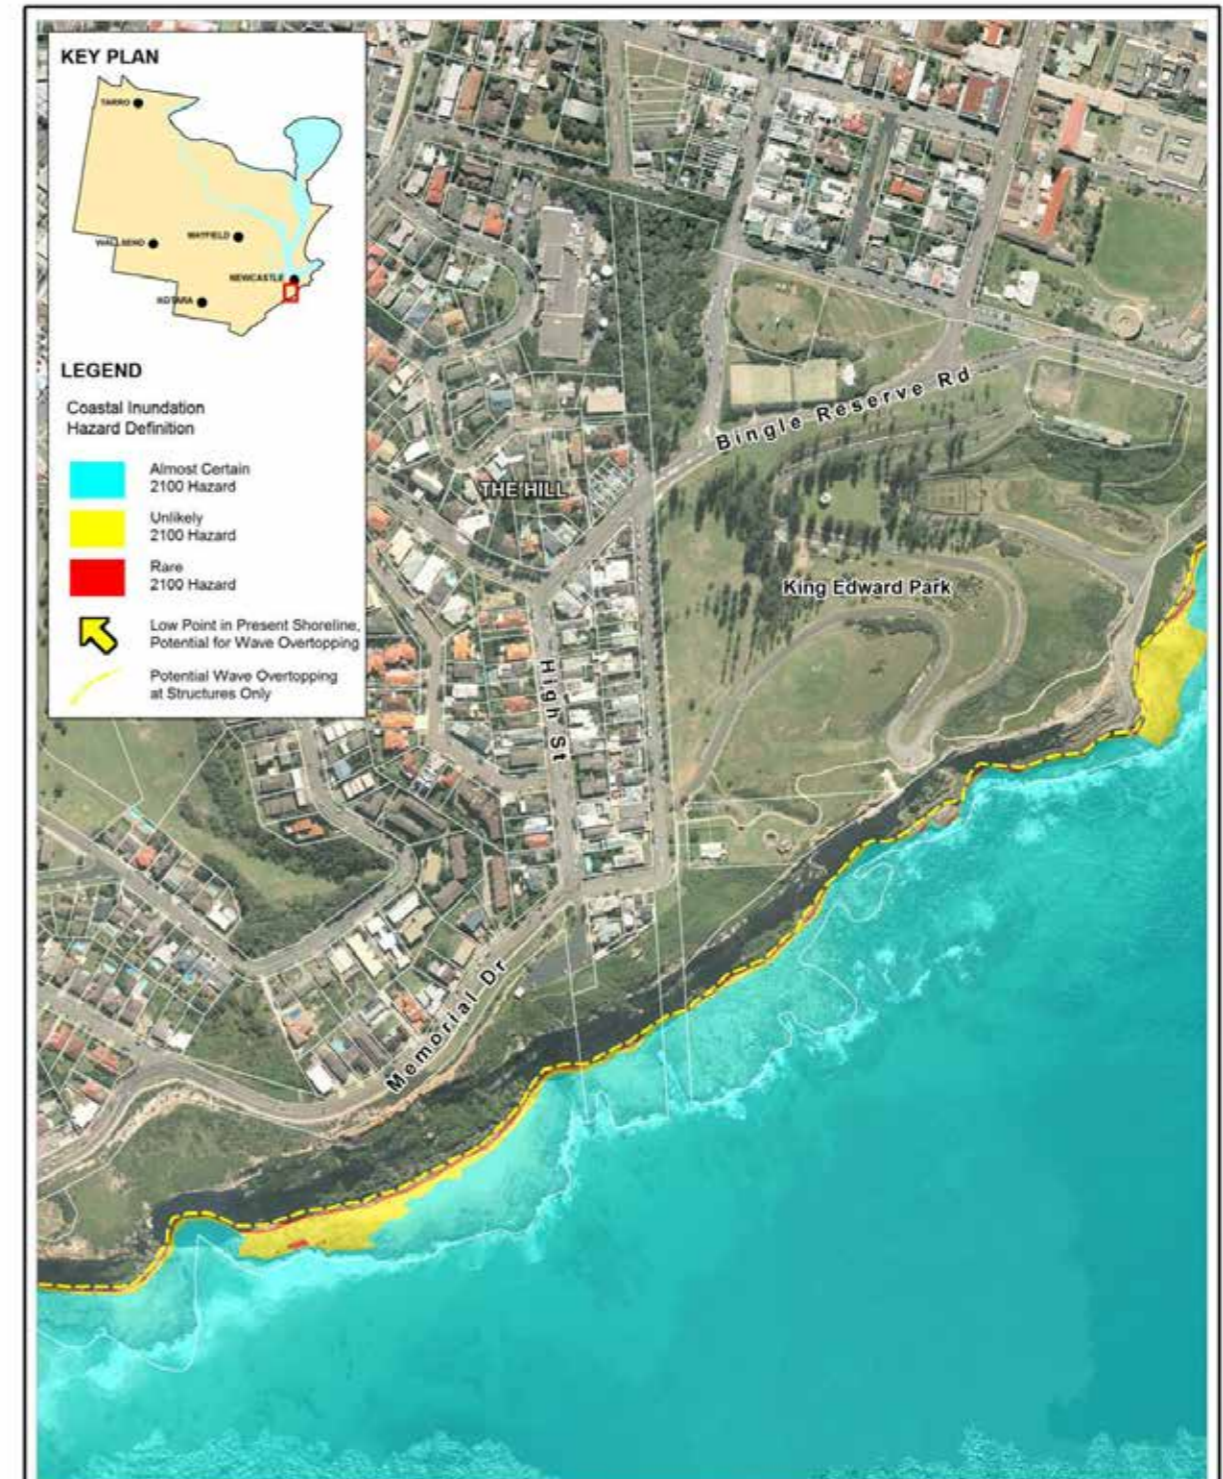 KEY PLAN
TARRO
WALLSEND
MAYFIELD
NEWCASTLE
KOTARA
LEGEND
Coastal Inundation
Hazard Definition
Almost Certain
2100 Hazard
Unlikely
2100 Hazard
Rare
2100 Hazard
Low Point in Present Shoreline,
Potential for Wave Overtopping
Potential Wave Overtopping
at Structures Only
Bingle Reserve Rd
THE HILL
King Edward Park
High St
Memorial Dr